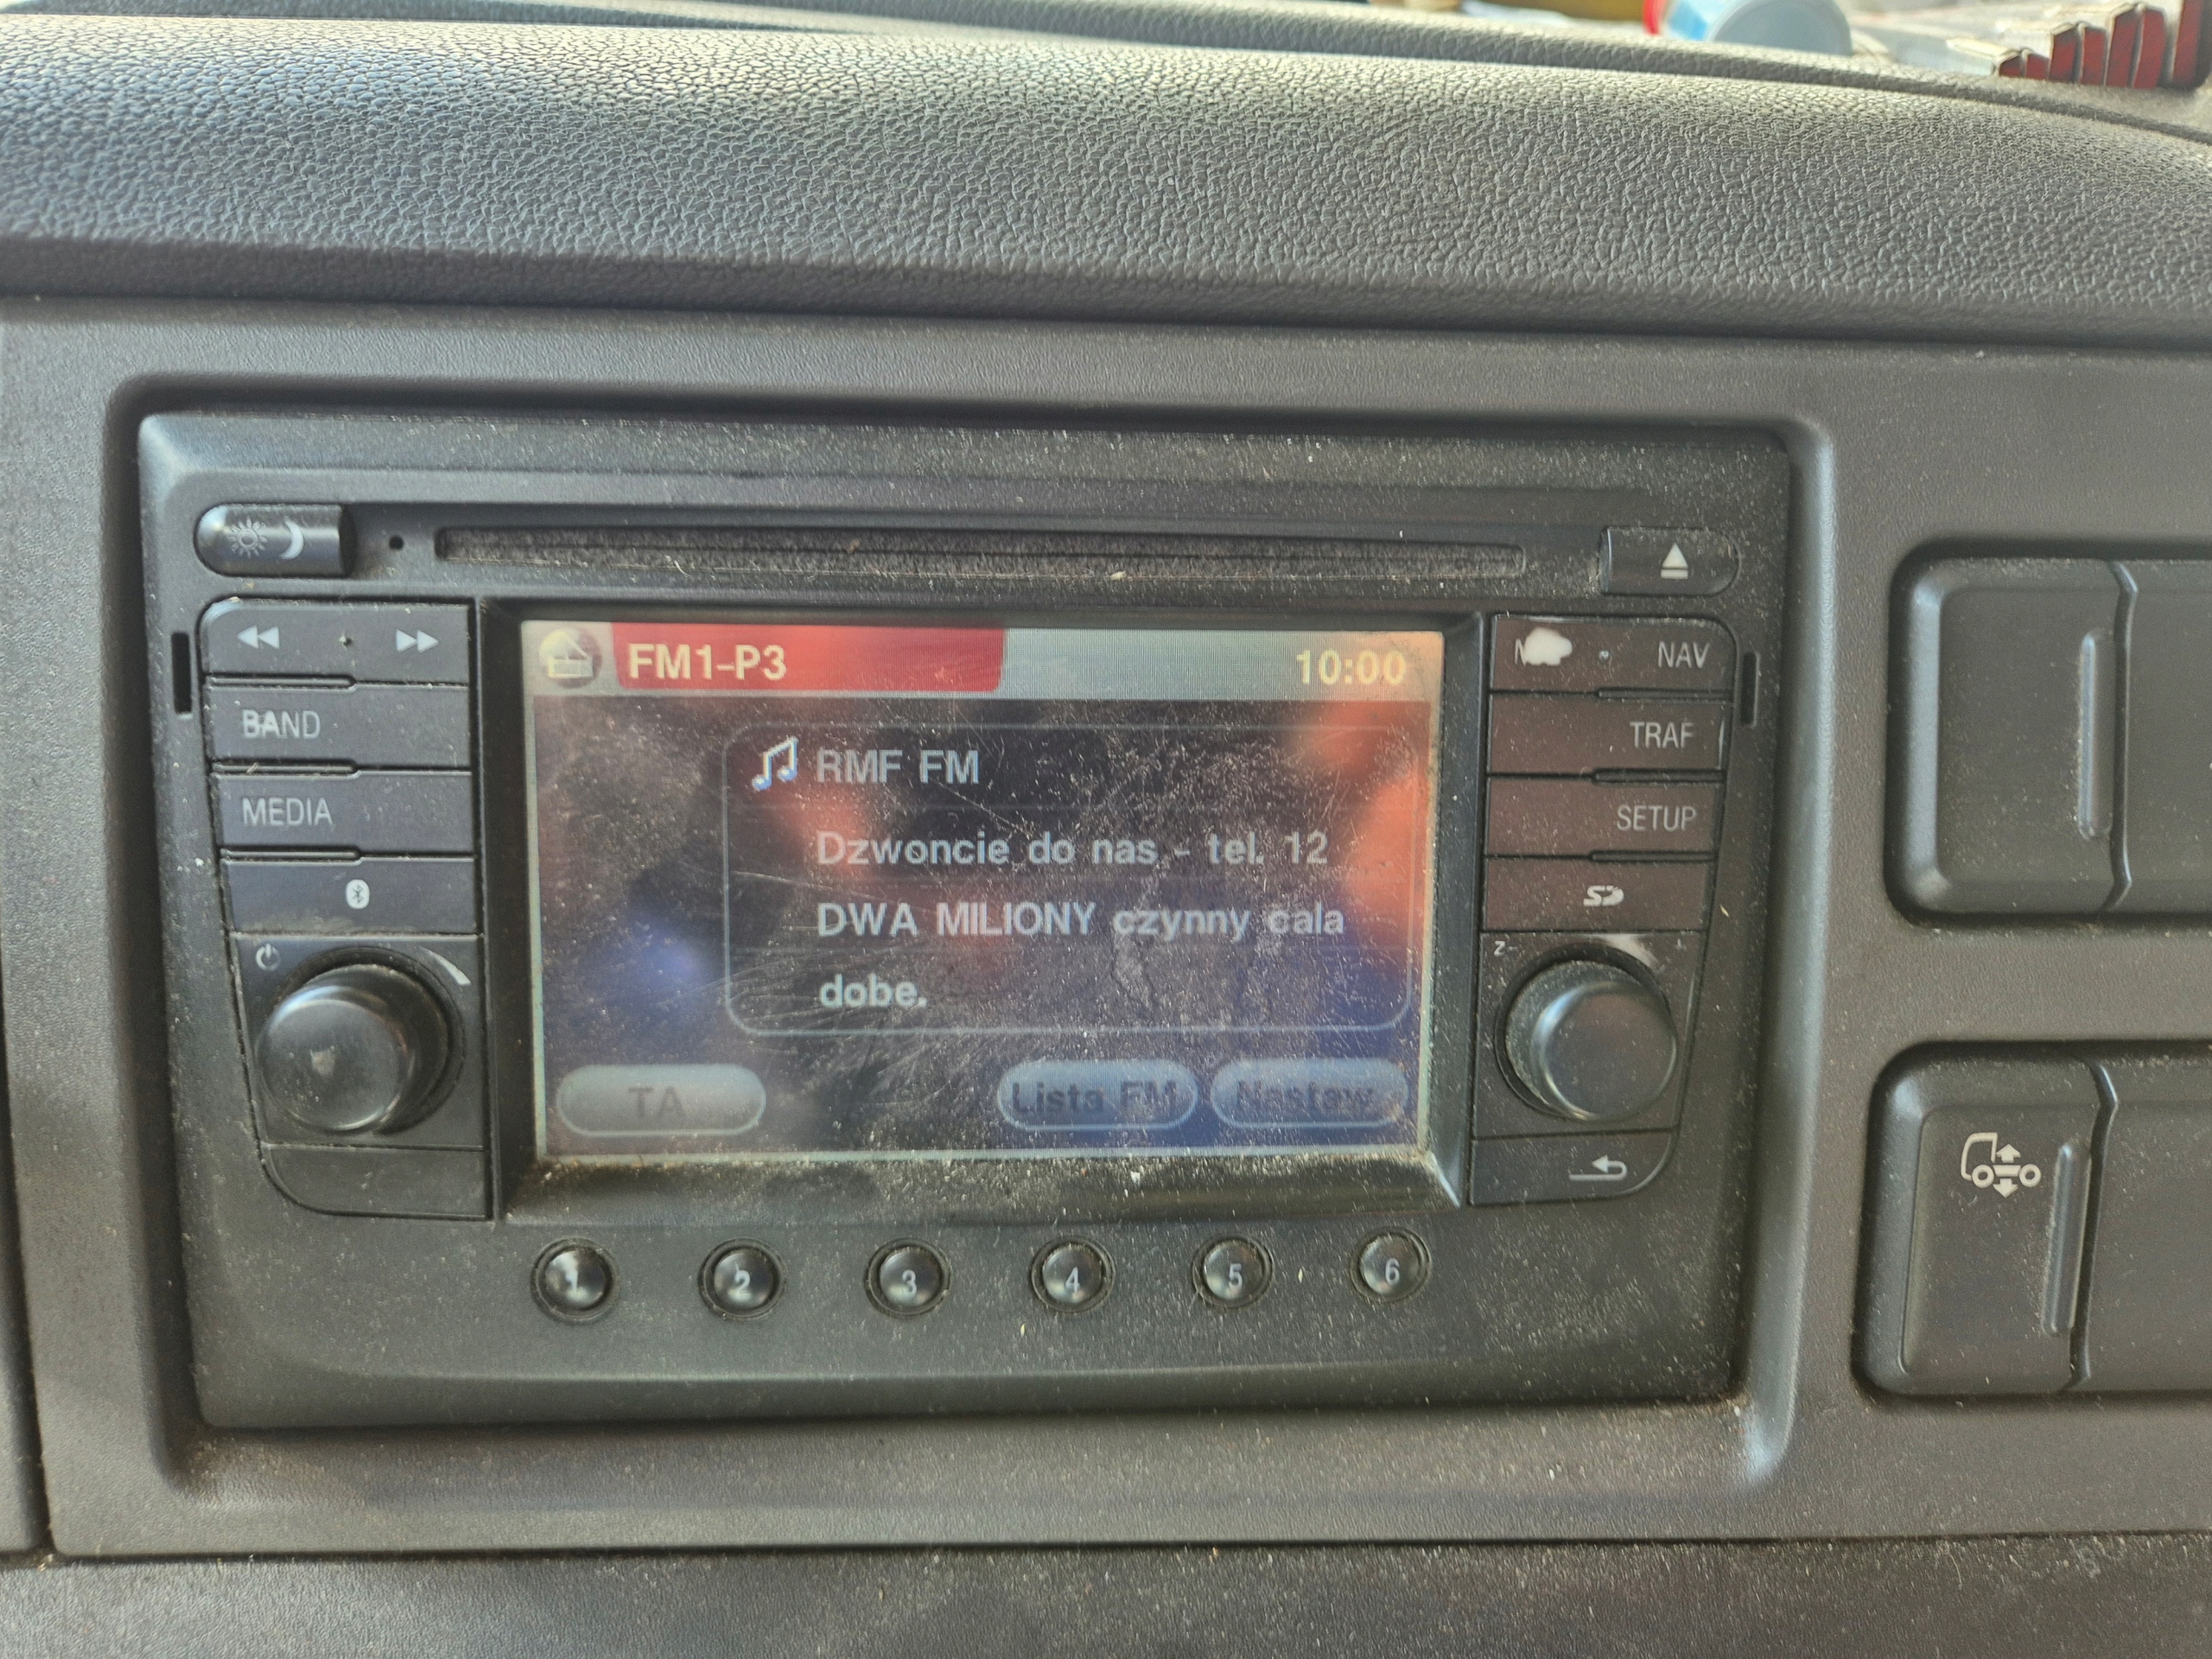 FM1-P3 10:00
BAND
MEDIA
RMF FM
Dzwoncie do nas - tel. 12
DWA MILIONY czynny cala
dobe.
TA Lista FM Nastaw
NAV
TRAF
SETUP
1 2 3 4 5 6